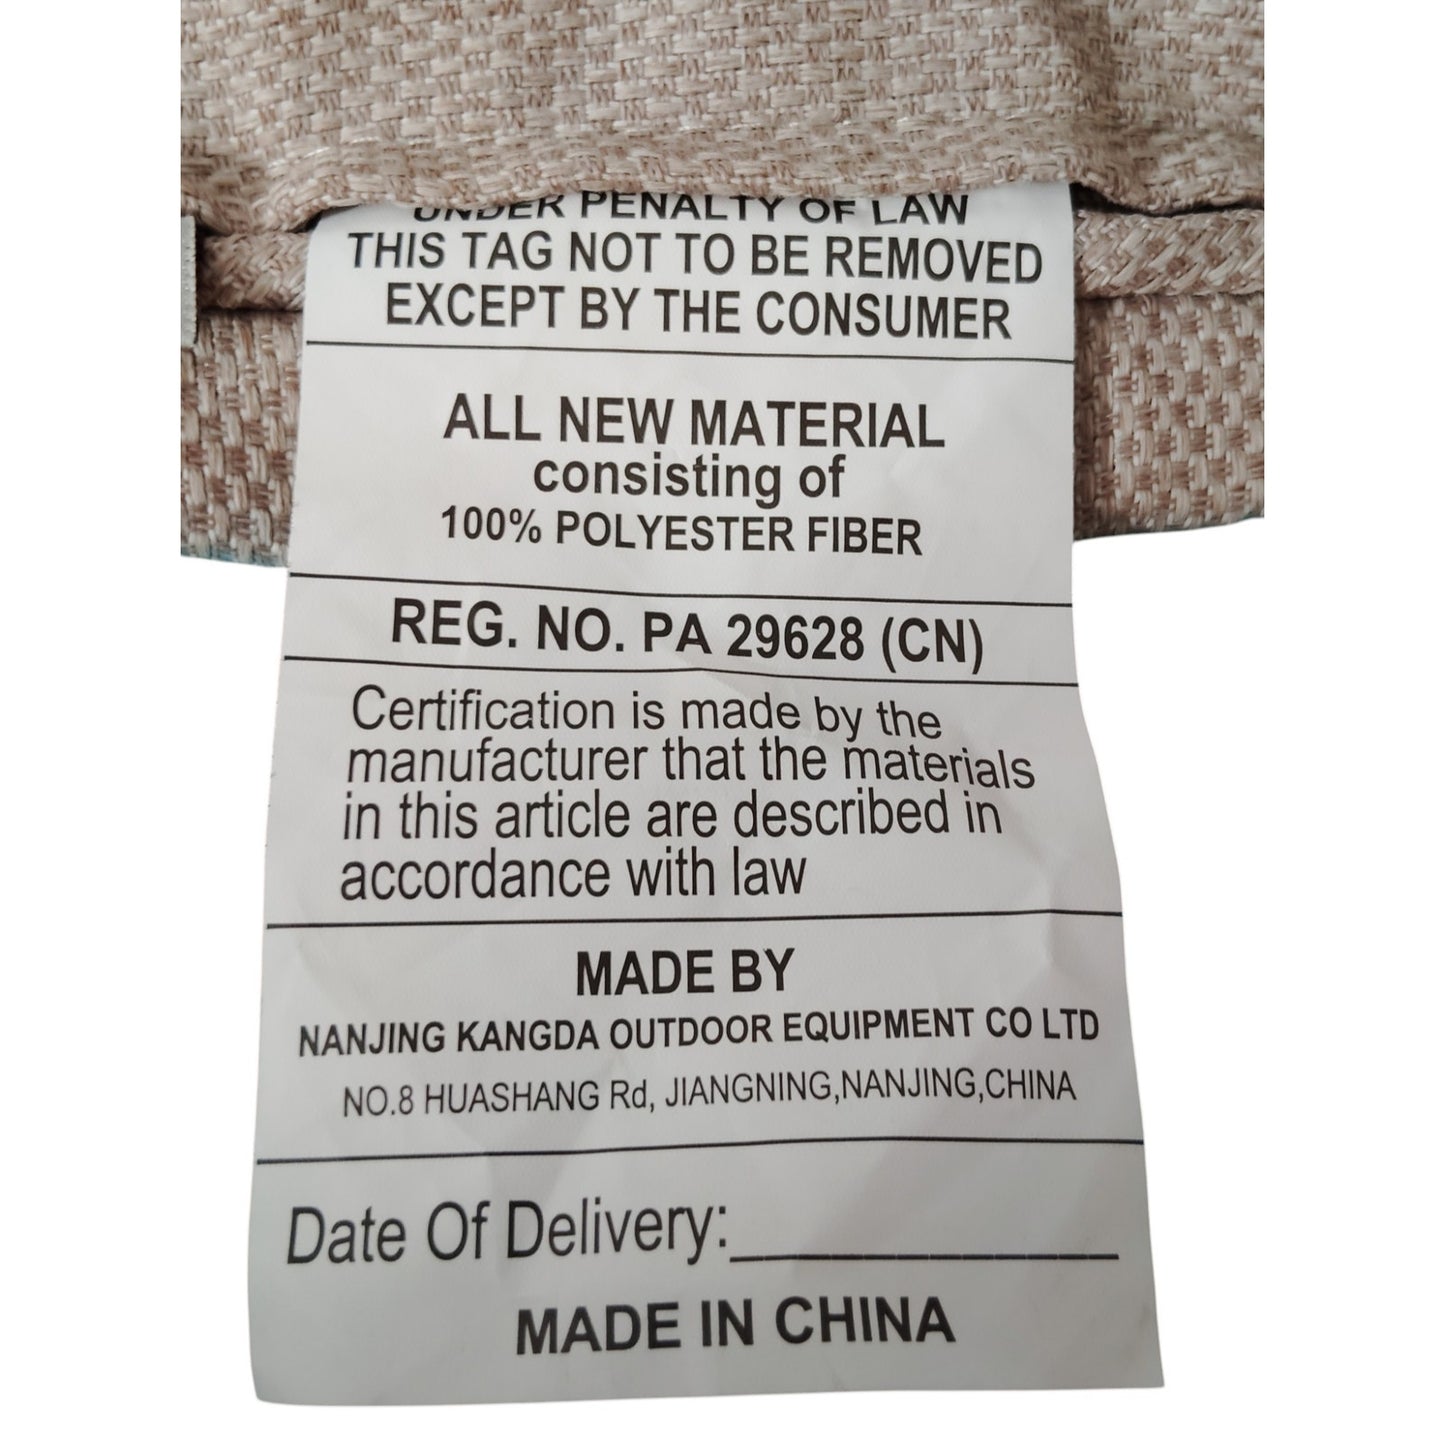 UNDER PENALTY OF LAW
THIS TAG NOT TO BE REMOVED
EXCEPT BY THE CONSUMER
ALL NEW MATERIAL
consisting of
100% POLYESTER FIBER
REG. NO. PA 29628 (CN)
Certification is made by the
manufacturer that the materials
in this article are described in
accordance with law
MADE BY
NANJING KANGDA OUTDOOR EQUIPMENT CO LTD
NO.8 HUASHANG Rd, JIANGNING,NANJING,CHINA
Date Of Delivery:
MADE IN CHINA